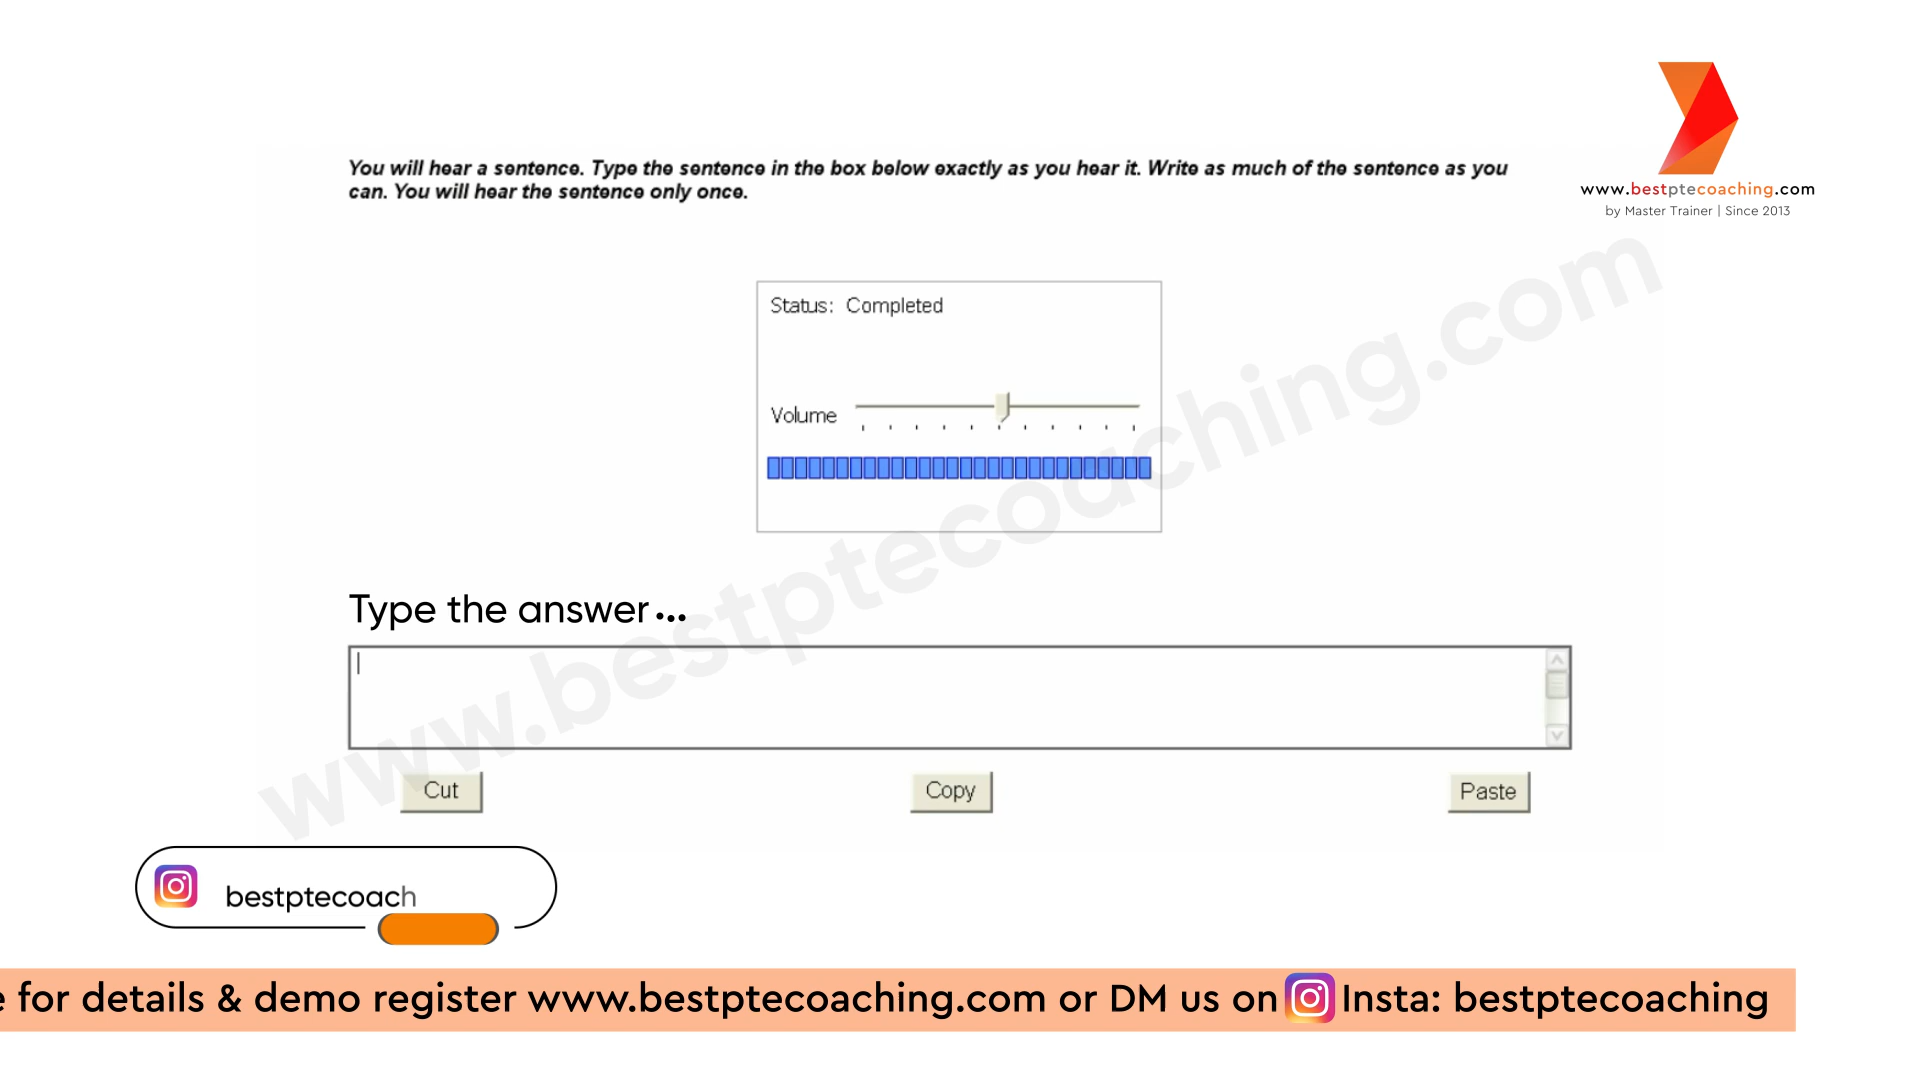 www.bestptecoaching.com
by Master Trainer | Since 2013
You will hear a sentence. Type the sentence in the box below exactly as you hear it. Write as much of the sentence as you
can. You will hear the sentence only once.
Status: Completed
Volume
www.bestptecoaching.com
Type the answer...
Cut
Copy
Paste
bestptecoach
for details & demo register www.bestptecoaching.com or DM us on Insta: bestptecoaching